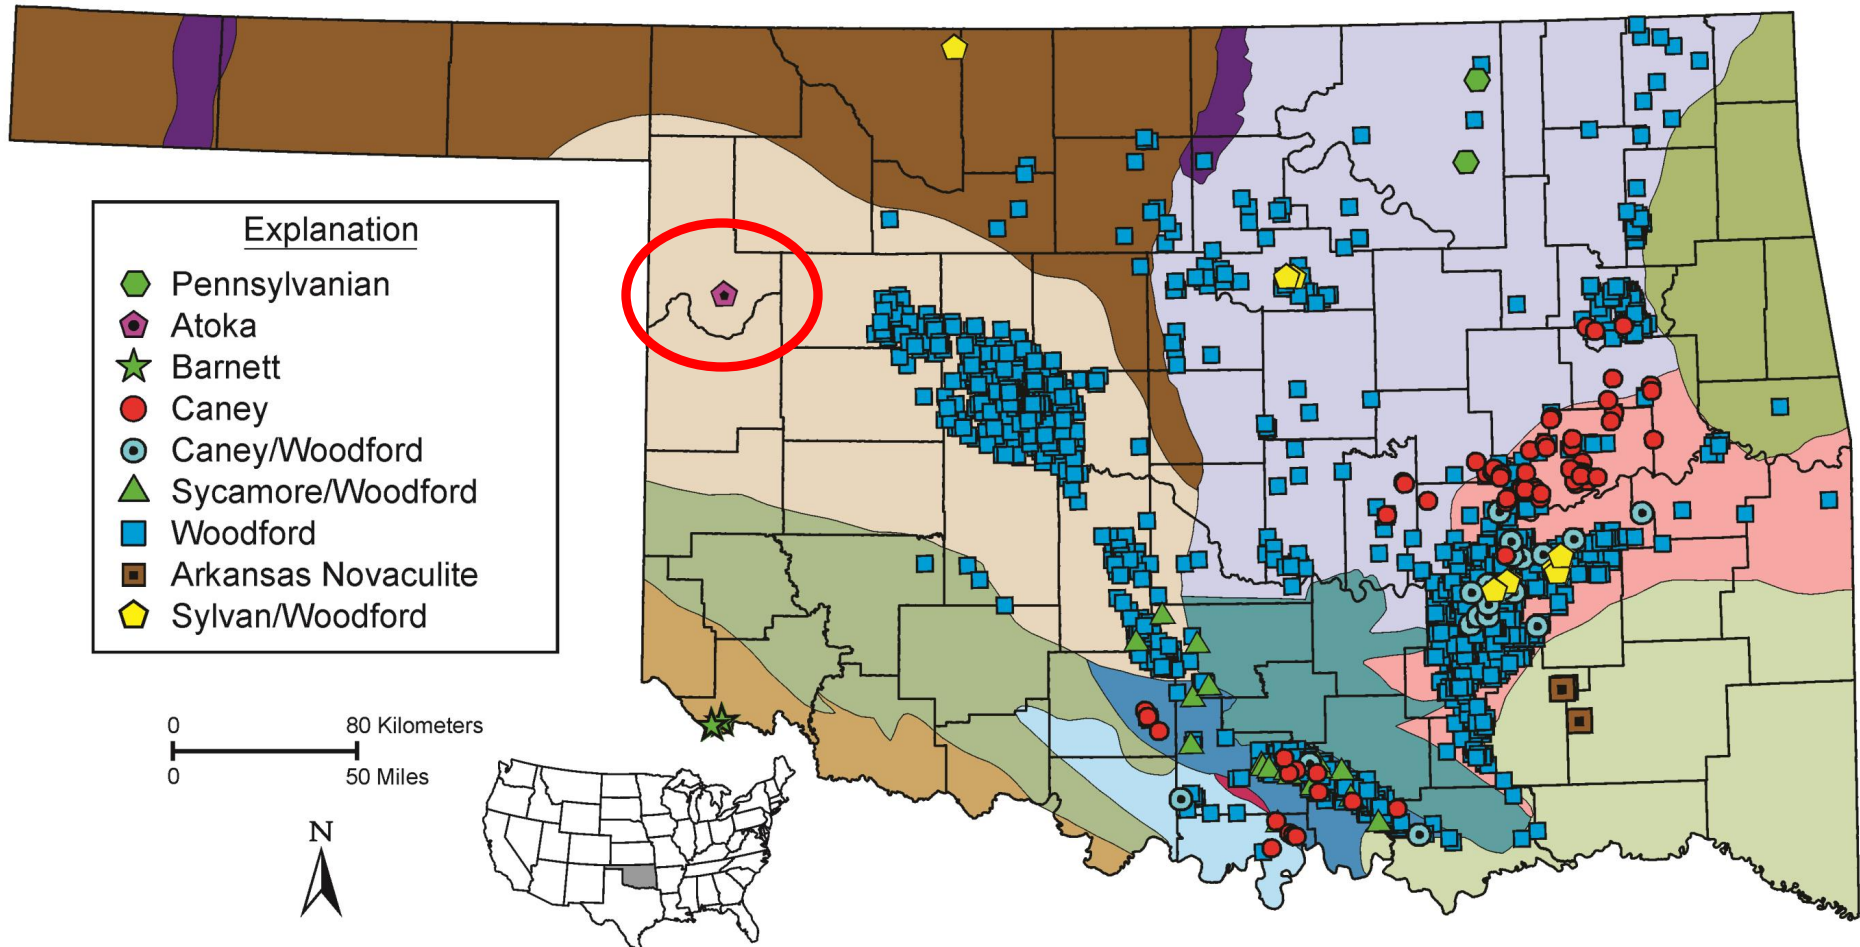 Explanation
Pennsylvanian
Atoka
Barnett
Caney
Caney/Woodford
Sycamore/Woodford
Woodford
Arkansas Novaculite
Sylvan/Woodford
0 80 Kilometers
0 50 Miles
N